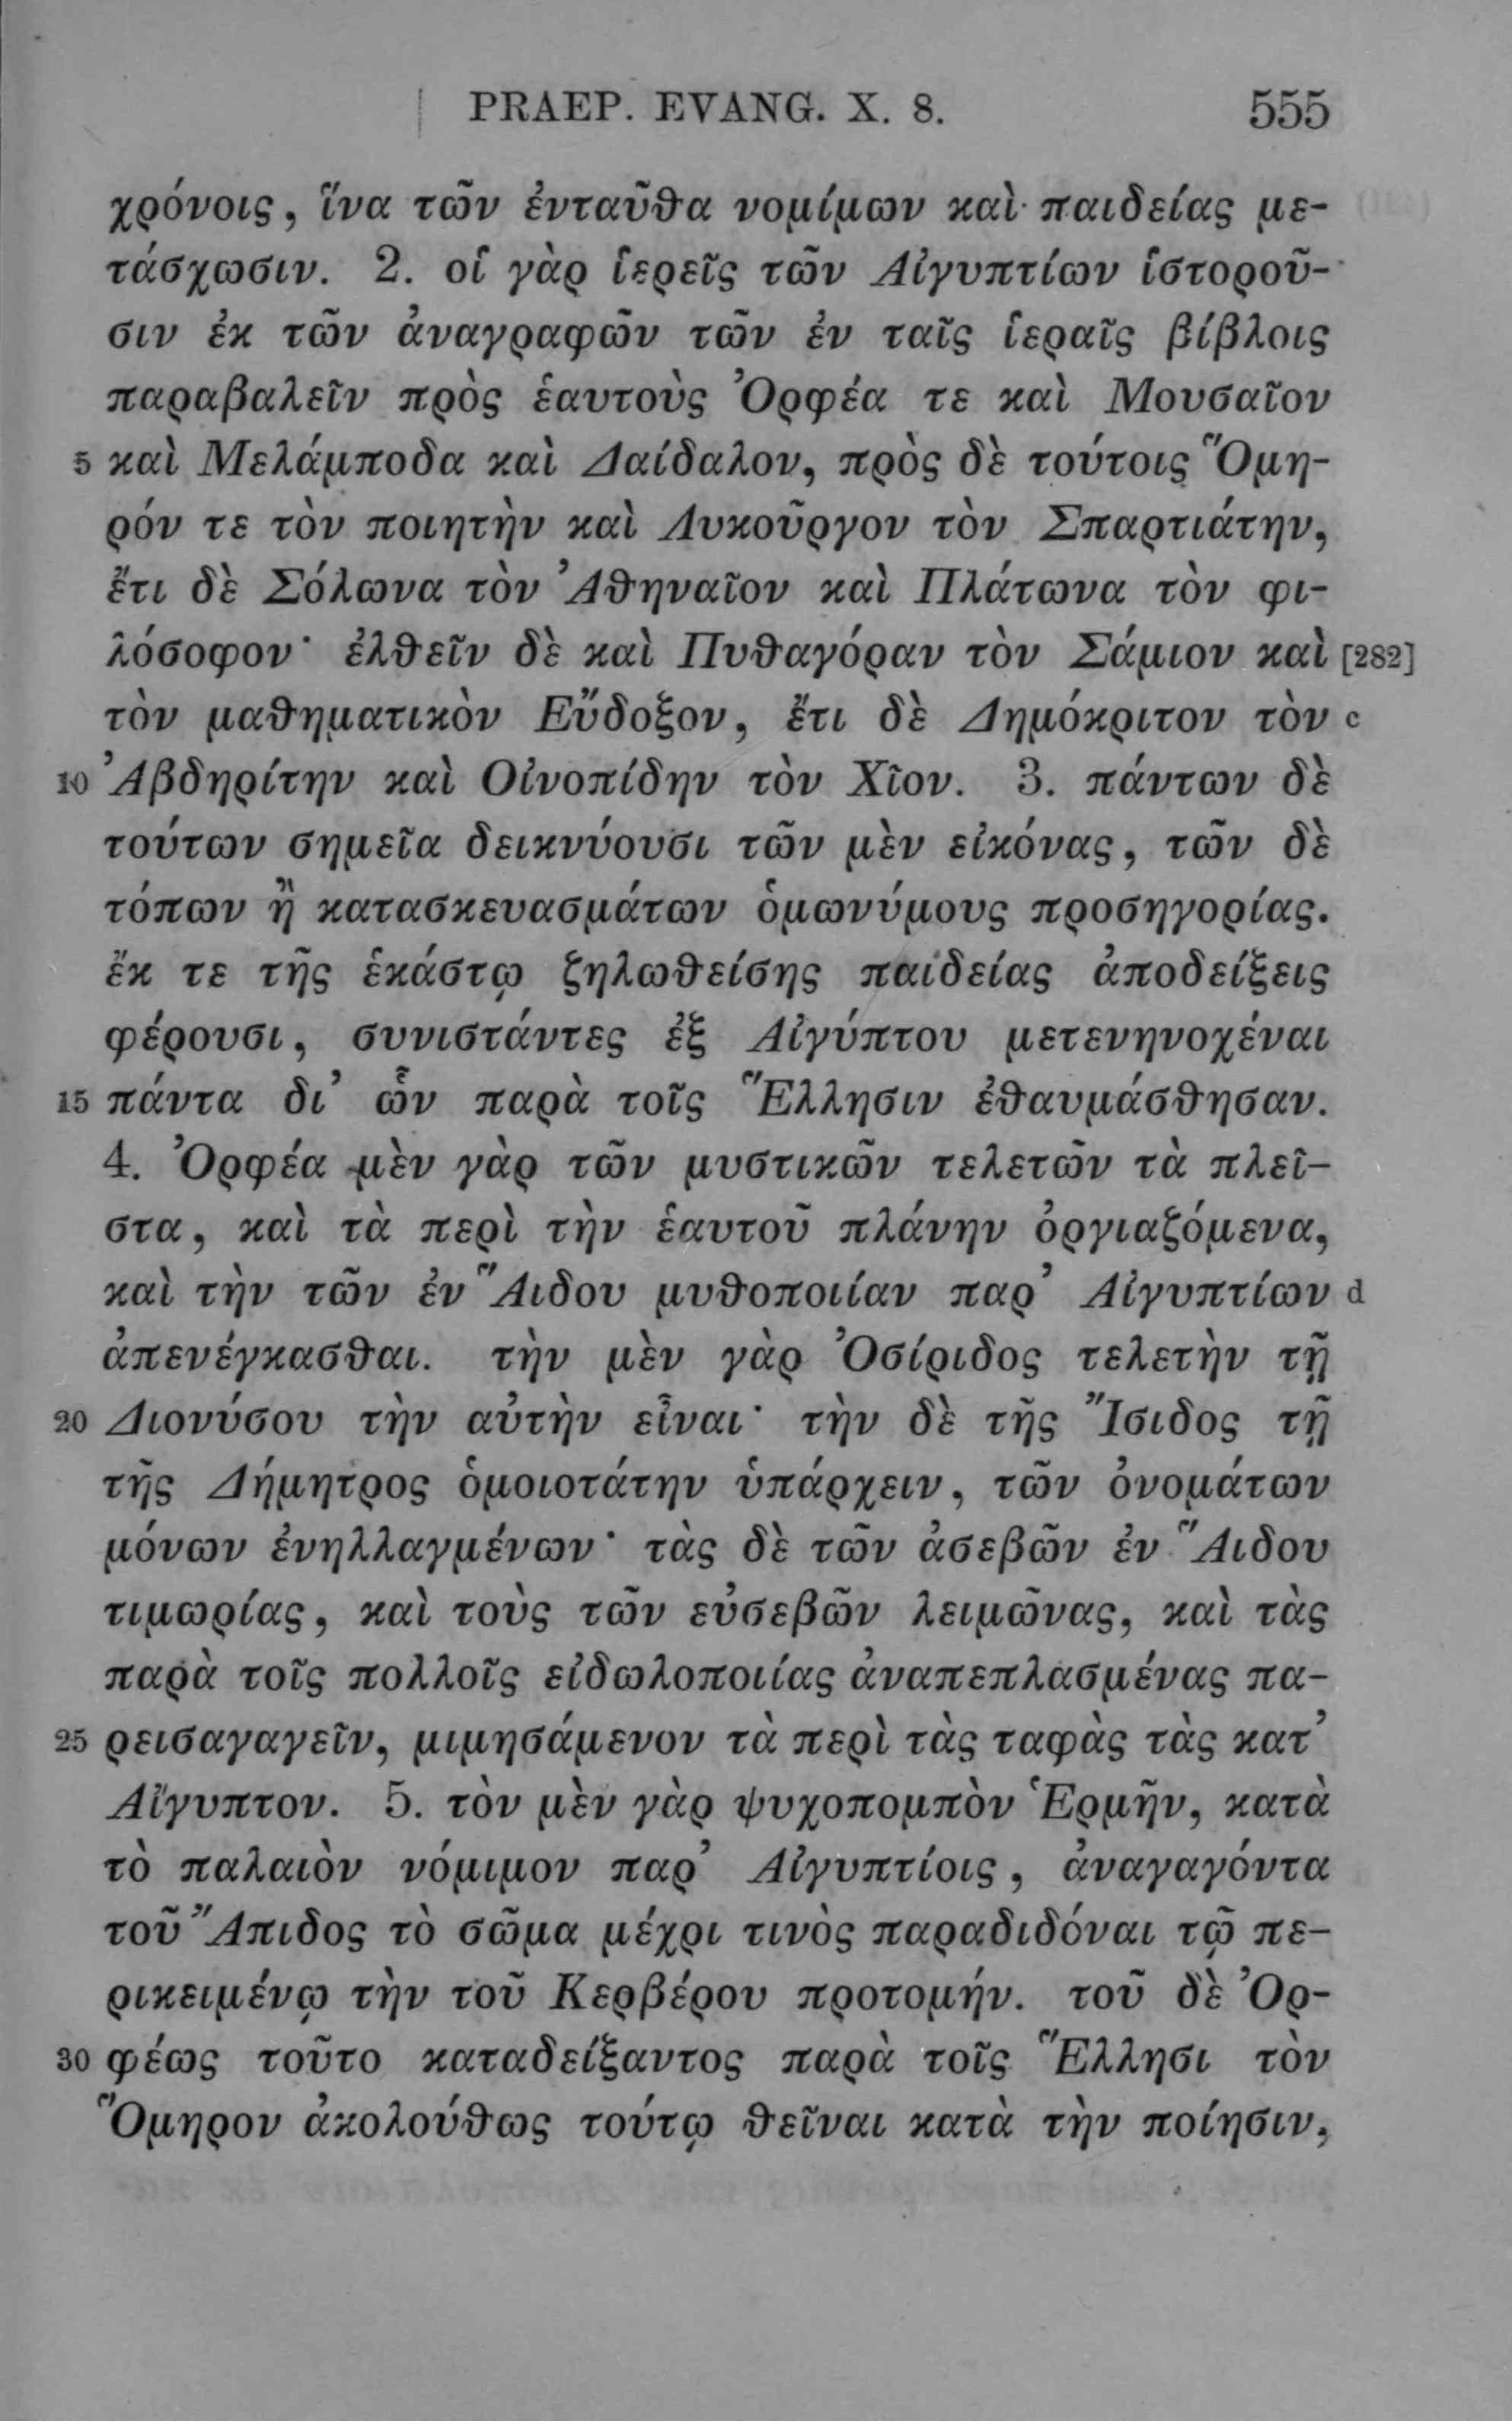 PRAEP. EVANG. X. 8. 555
χρόνοις, ἵνα τῶν ἐνταῦϑα νομίμων καὶ παιδείας με-
τάσχωσιν. 2. οἱ γὰρ ἱερεῖς τῶν Αἰγυπτίων ἱστοροῦ-
σιν ἐκ τῶν ἀναγραφῶν τῶν ἐν ταῖς ἱεραῖς βίβλοις
παραβαλεῖν πρὸς ἑαυτοὺς Ὀρφέα τε καὶ Μουσαῖον
5 καὶ Μελάμποδα καὶ Δαίδαλον, πρὸς δὲ τούτοις Ὅμη-
ρόν τε τὸν ποιητὴν καὶ Λυκοῦργον τὸν Σπαρτιάτην,
ἔτι δὲ Σόλωνα τὸν Ἀϑηναῖον καὶ Πλάτωνα τὸν φι-
λόσοφον· ἐλϑεῖν δὲ καὶ Πυϑαγόραν τὸν Σάμιον καὶ [282]
τὸν μαϑηματικὸν Εὔδοξον, ἔτι δὲ Δημόκριτον τὸν c
10 Ἀβδηρίτην καὶ Οἰνοπίδην τὸν Χῖον. 3. πάντων δὲ
τούτων σημεῖα δεικνύουσι τῶν μὲν εἰκόνας, τῶν δὲ
τόπων ἢ κατασκευασμάτων ὁμωνύμους προσηγορίας.
ἔκ τε τῆς ἑκάστῳ ζηλωϑείσης παιδείας ἀποδείξεις
φέρουσι, συνιστάντες ἐξ Αἰγύπτου μετενηνοχέναι
15 πάντα δι’ ὧν παρὰ τοῖς Ἕλλησιν ἐϑαυμάσϑησαν.
4. Ὀρφέα μὲν γὰρ τῶν μυστικῶν τελετῶν τὰ πλεῖ-
στα, καὶ τὰ περὶ τὴν ἑαυτοῦ πλάνην ὀργιαζόμενα,
καὶ τὴν τῶν ἐν Ἅιδου μυϑοποιίαν παρ’ Αἰγυπτίων d
ἀπενέγκασϑαι. τὴν μὲν γὰρ Ὀσίριδος τελετὴν τῇ
20 Διονύσου τὴν αὐτὴν εἶναι· τὴν δὲ τῆς Ἴσιδος τῇ
τῆς Δήμητρος ὁμοιοτάτην ὑπάρχειν, τῶν ὀνομάτων
μόνων ἐνηλλαγμένων· τὰς δὲ τῶν ἀσεβῶν ἐν Ἅιδου
τιμωρίας, καὶ τοὺς τῶν εὐσεβῶν λειμῶνας, καὶ τὰς
παρὰ τοῖς πολλοῖς εἰδωλοποιίας ἀναπεπλασμένας πα-
25 ρεισαγαγεῖν, μιμησάμενον τὰ περὶ τὰς ταφὰς τὰς κατ’
Αἴγυπτον. 5. τὸν μὲν γὰρ ψυχοπομπὸν Ἑρμῆν, κατὰ
τὸ παλαιὸν νόμιμον παρ’ Αἰγυπτίοις, ἀναγαγόντα
τοῦ Ἄπιδος τὸ σῶμα μέχρι τινὸς παραδιδόναι τῷ πε-
ρικειμένῳ τὴν τοῦ Κερβέρου προτομήν. τοῦ δὲ Ὀρ-
30 φέως τοῦτο καταδείξαντος παρὰ τοῖς Ἕλλησι τὸν
Ὅμηρον ἀκολούϑως τούτῳ ϑεῖναι κατὰ τὴν ποίησιν,